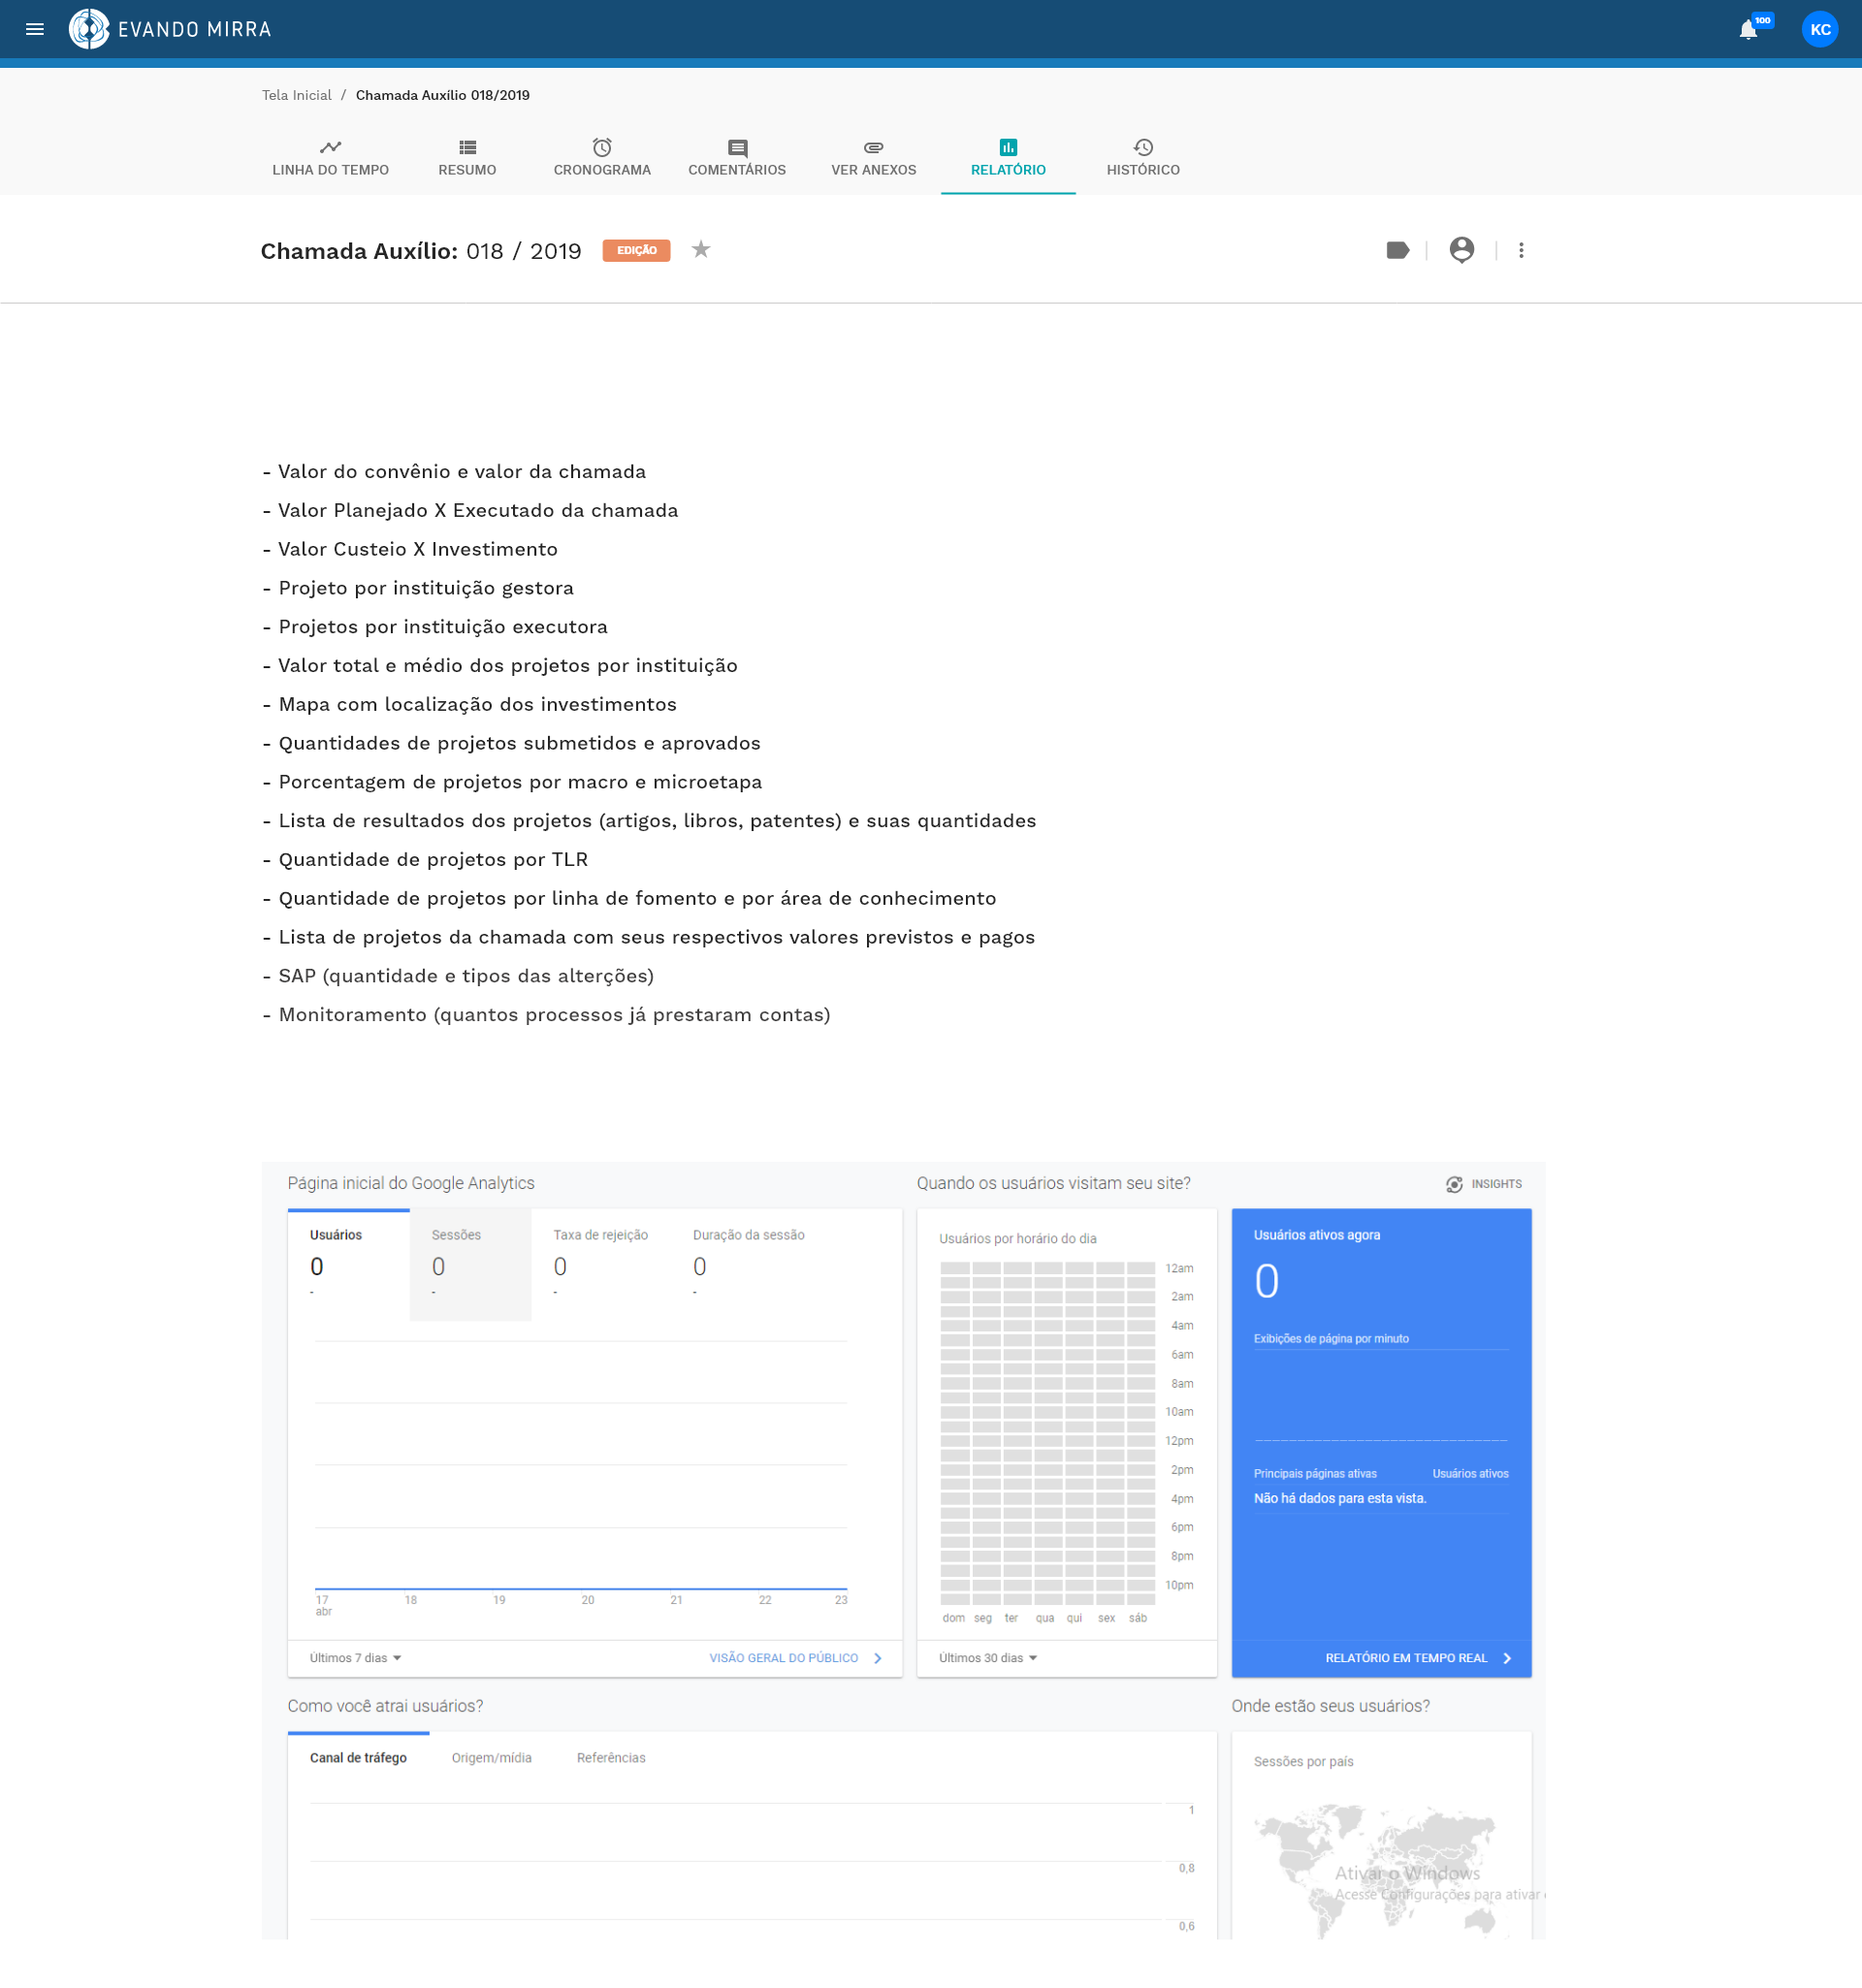 EVANDO MIRRA
100
KC
Tela Inicial / Chamada Auxílio 018/2019
LINHA DO TEMPO
RESUMO
CRONOGRAMA
COMENTÁRIOS
VER ANEXOS
RELATÓRIO
HISTÓRICO
Chamada Auxílio: 018 / 2019
EDIÇÃO
- Valor do convênio e valor da chamada
- Valor Planejado X Executado da chamada
- Valor Custeio X Investimento
- Projeto por instituição gestora
- Projetos por instituição executora
- Valor total e médio dos projetos por instituição
- Mapa com localização dos investimentos
- Quantidades de projetos submetidos e aprovados
- Porcentagem de projetos por macro e microetapa
- Lista de resultados dos projetos (artigos, libros, patentes) e suas quantidades
- Quantidade de projetos por TLR
- Quantidade de projetos por linha de fomento e por área de conhecimento
- Lista de projetos da chamada com seus respectivos valores previstos e pagos
- SAP (quantidade e tipos das alterções)
- Monitoramento (quantos processos já prestaram contas)
Página inicial do Google Analytics
Usuários
0
-
Sessões
0
-
Taxa de rejeição
0
-
Duração da sessão
0
-
17 18 19 20 21 22 23
abr
Últimos 7 dias
VISÃO GERAL DO PÚBLICO
Quando os usuários visitam seu site?
Usuários por horário do dia
12am
2am
4am
6am
8am
10am
12pm
2pm
4pm
6pm
8pm
10pm
dom seg ter qua qui sex sáb
Últimos 30 dias
INSIGHTS
Usuários ativos agora
0
Exibições de página por minuto
Principais páginas ativas Usuários ativos
Não há dados para esta vista.
RELATÓRIO EM TEMPO REAL
Como você atrai usuários?
Canal de tráfego
Origem/mídia
Referências
1
0,8
0,6
Onde estão seus usuários?
Sessões por país
Ativar o Windows
Acesse Configurações para ativar